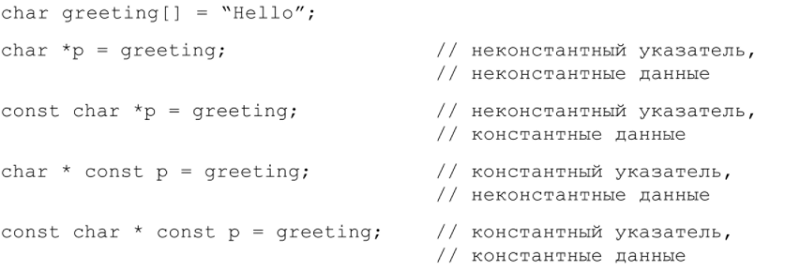 char greeting[] = “Hello”;
char *p = greeting; // неконстантный указатель,
// неконстантные данные
const char *p = greeting; // неконстантный указатель,
// константные данные
char * const p = greeting; // константный указатель,
// неконстантные данные
const char * const p = greeting; // константный указатель,
// константные данные